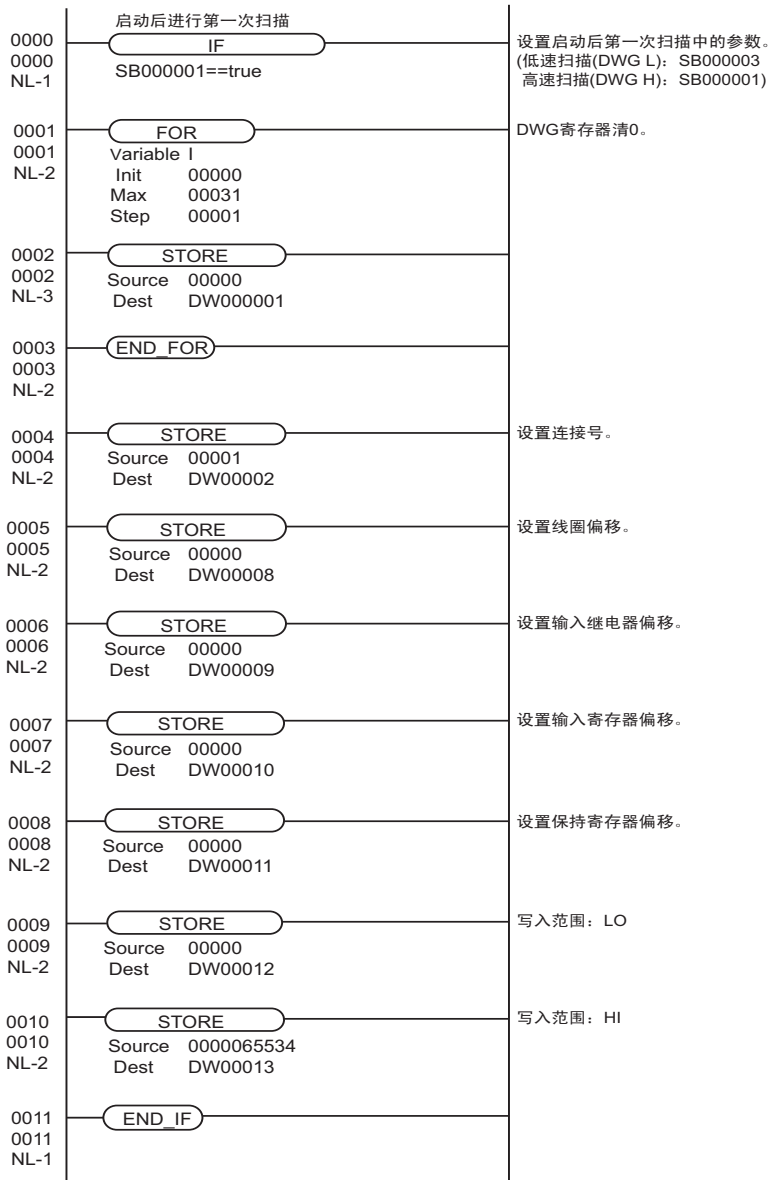 启动后进行第一次扫描
0000 IF 设置启动后第一次扫描中的参数。
0000 SB000001==true (低速扫描(DWG L)：SB000003
NL-1 高速扫描(DWG H)：SB000001)
0001 FOR DWG寄存器清0。
0001 Variable I
NL-2 Init 00000
Max 00031
Step 00001
0002 STORE
0002 Source 00000
NL-3 Dest DW000001
0003 END_FOR
0003
NL-2
0004 STORE 设置连接号。
0004 Source 00001
NL-2 Dest DW00002
0005 STORE 设置线圈偏移。
0005 Source 00000
NL-2 Dest DW00008
0006 STORE 设置输入继电器偏移。
0006 Source 00000
NL-2 Dest DW00009
0007 STORE 设置输入寄存器偏移。
0007 Source 00000
NL-2 Dest DW00010
0008 STORE 设置保持寄存器偏移。
0008 Source 00000
NL-2 Dest DW00011
0009 STORE 写入范围：LO
0009 Source 00000
NL-2 Dest DW00012
0010 STORE 写入范围：HI
0010 Source 0000065534
NL-2 Dest DW00013
0011 END_IF
0011
NL-1